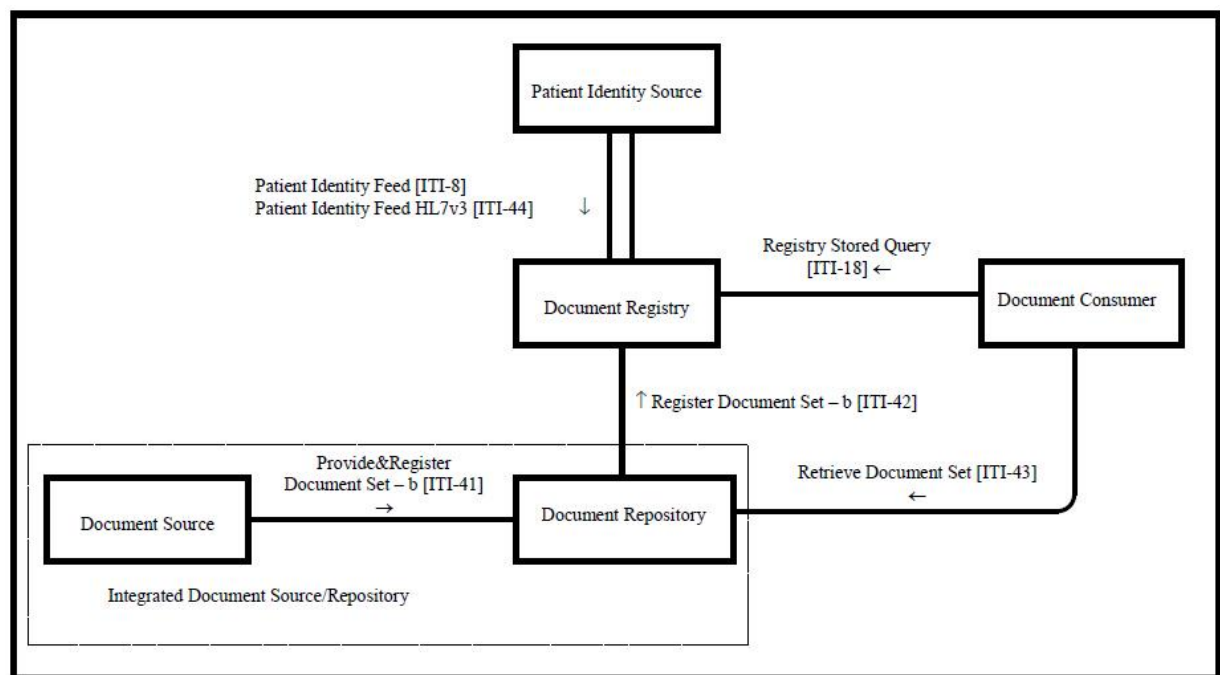 Patient Identity Source
Patient Identity Feed [ITI-8]
Patient Identity Feed HL7v3 [ITI-44] ↓
Registry Stored Query
[ITI-18] ←
Document Registry
Document Consumer
↑ Register Document Set – b [ITI-42]
Provide&Register
Document Set – b [ITI-41]
→
Retrieve Document Set [ITI-43]
←
Document Source
Document Repository
Integrated Document Source/Repository